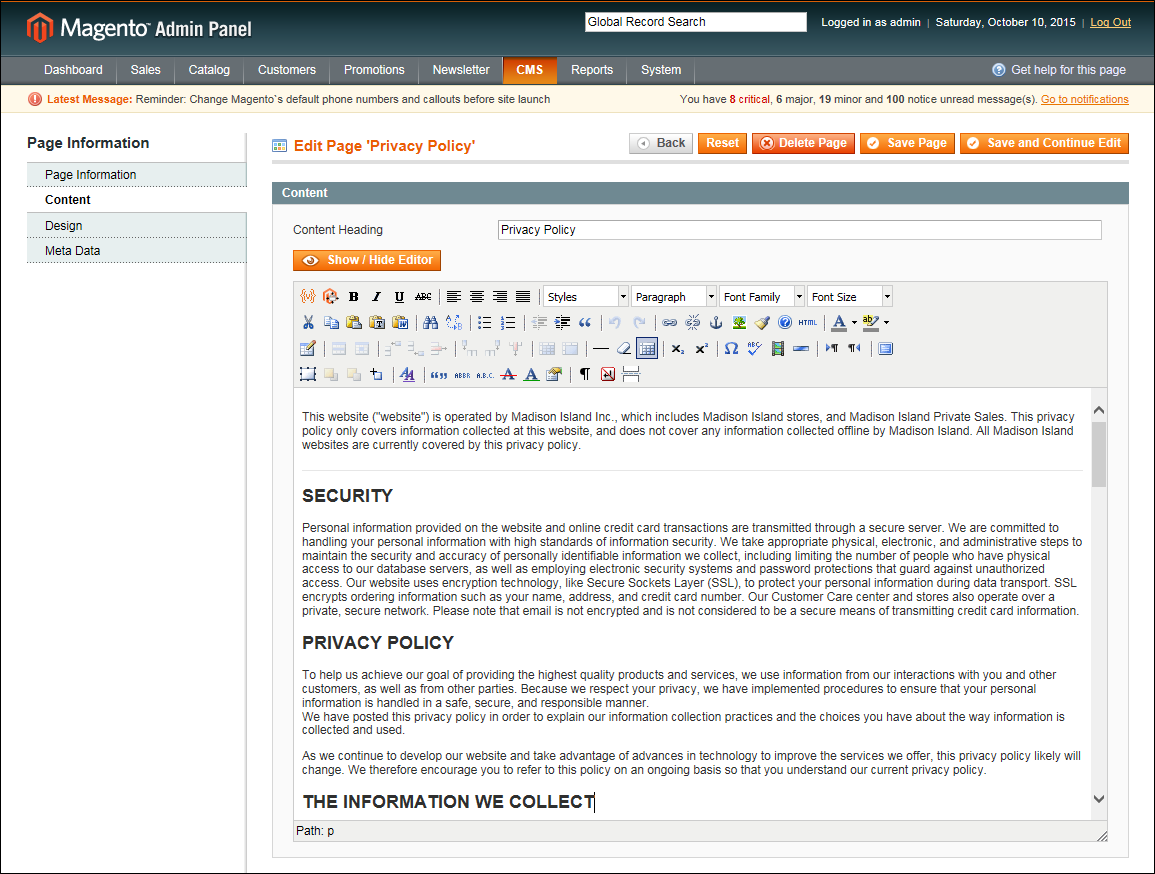 Magento™ Admin Panel
Global Record Search
Logged in as admin | Saturday, October 10, 2015 | Log Out
Dashboard Sales Catalog Customers Promotions Newsletter CMS Reports System Get help for this page
Latest Message: Reminder: Change Magento`s default phone numbers and callouts before site launch
You have 8 critical, 6 major, 19 minor and 100 notice unread message(s). Go to notifications
Page Information
Page Information
Content
Design
Meta Data
Edit Page 'Privacy Policy'
Back Reset Delete Page Save Page Save and Continue Edit
Content
Content Heading Privacy Policy
Show / Hide Editor
B I U ABC Styles Paragraph Font Family Font Size
HTML A ab
x₂ x² Ω ABC
A ABBR A.B.C. A A ¶
This website ("website") is operated by Madison Island Inc., which includes Madison Island stores, and Madison Island Private Sales. This privacy
policy only covers information collected at this website, and does not cover any information collected offline by Madison Island. All Madison Island
websites are currently covered by this privacy policy.
SECURITY
Personal information provided on the website and online credit card transactions are transmitted through a secure server. We are committed to
handling your personal information with high standards of information security. We take appropriate physical, electronic, and administrative steps to
maintain the security and accuracy of personally identifiable information we collect, including limiting the number of people who have physical
access to our database servers, as well as employing electronic security systems and password protections that guard against unauthorized
access. Our website uses encryption technology, like Secure Sockets Layer (SSL), to protect your personal information during data transport. SSL
encrypts ordering information such as your name, address, and credit card number. Our Customer Care center and stores also operate over a
private, secure network. Please note that email is not encrypted and is not considered to be a secure means of transmitting credit card information.
PRIVACY POLICY
To help us achieve our goal of providing the highest quality products and services, we use information from our interactions with you and other
customers, as well as from other parties. Because we respect your privacy, we have implemented procedures to ensure that your personal
information is handled in a safe, secure, and responsible manner.
We have posted this privacy policy in order to explain our information collection practices and the choices you have about the way information is
collected and used.
As we continue to develop our website and take advantage of advances in technology to improve the services we offer, this privacy policy likely will
change. We therefore encourage you to refer to this policy on an ongoing basis so that you understand our current privacy policy.
THE INFORMATION WE COLLECT
Path: p